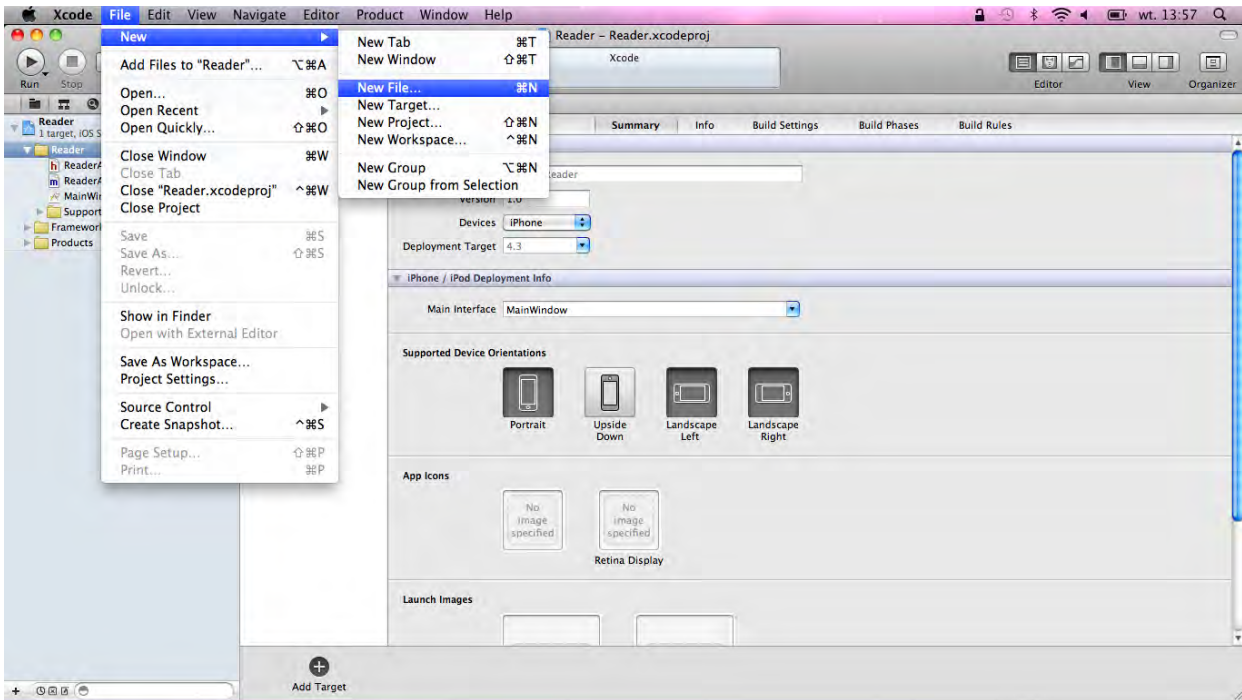 Xcode File Edit View Navigate Editor Product Window Help wt. 13:57
Reader – Reader.xcodeproj
Xcode
Run Stop Editor View Organizer
New
Add Files to "Reader"... ⌥⌘A
Open... ⌘O
Open Recent
Open Quickly... ⇧⌘O
Close Window ⌘W
Close Tab
Close "Reader.xcodeproj" ^⌘W
Close Project
Save ⌘S
Save As... ⇧⌘S
Revert...
Unlock...
Show in Finder
Open with External Editor
Save As Workspace...
Project Settings...
Source Control
Create Snapshot... ^⌘S
Page Setup... ⇧⌘P
Print... ⌘P
New Tab ⌘T
New Window ⇧⌘T
New File... ⌘N
New Target...
New Project... ⇧⌘N
New Workspace... ^⌘N
New Group ⌥⌘N
New Group from Selection
Reader
1 target, iOS S
Reader
h ReaderA
m ReaderA
MainWi
Support
Framewor
Products
Summary Info Build Settings Build Phases Build Rules
Version 1.0
Devices iPhone
Deployment Target 4.3
iPhone / iPod Deployment Info
Main Interface MainWindow
Supported Device Orientations
Portrait
Upside Down
Landscape Left
Landscape Right
App Icons
No image specified
No image specified
Retina Display
Launch Images
Add Target